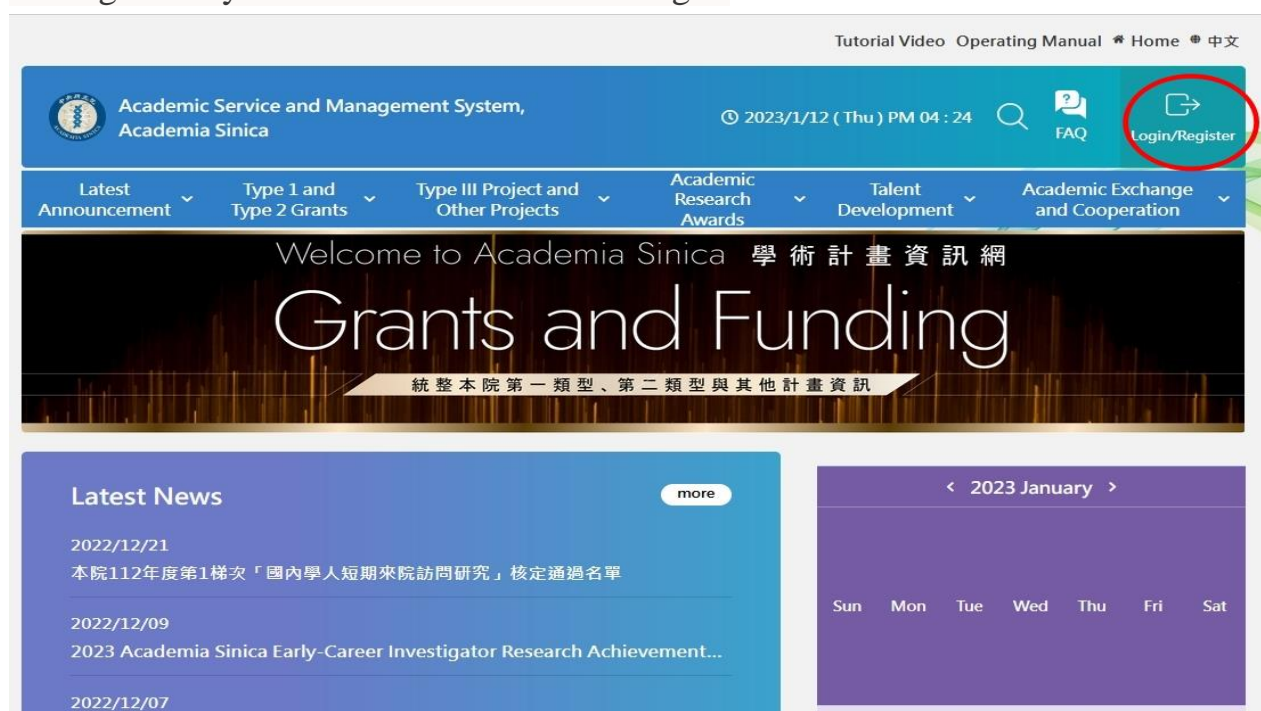 Tutorial Video Operating Manual Home 中文
Academic Service and Management System,
Academia Sinica
2023/1/12 ( Thu ) PM 04 : 24
FAQ
Login/Register
Latest
Announcement
Type 1 and
Type 2 Grants
Type III Project and
Other Projects
Academic
Research
Awards
Talent
Development
Academic Exchange
and Cooperation
Welcome to Academia Sinica 學術計畫資訊網
Grants and Funding
統整本院第一類型、第二類型與其他計畫資訊
Latest News
more
2022/12/21
本院112年度第1梯次「國內學人短期來院訪問研究」核定通過名單
2022/12/09
2023 Academia Sinica Early-Career Investigator Research Achievement...
2022/12/07
< 2023 January >
Sun Mon Tue Wed Thu Fri Sat